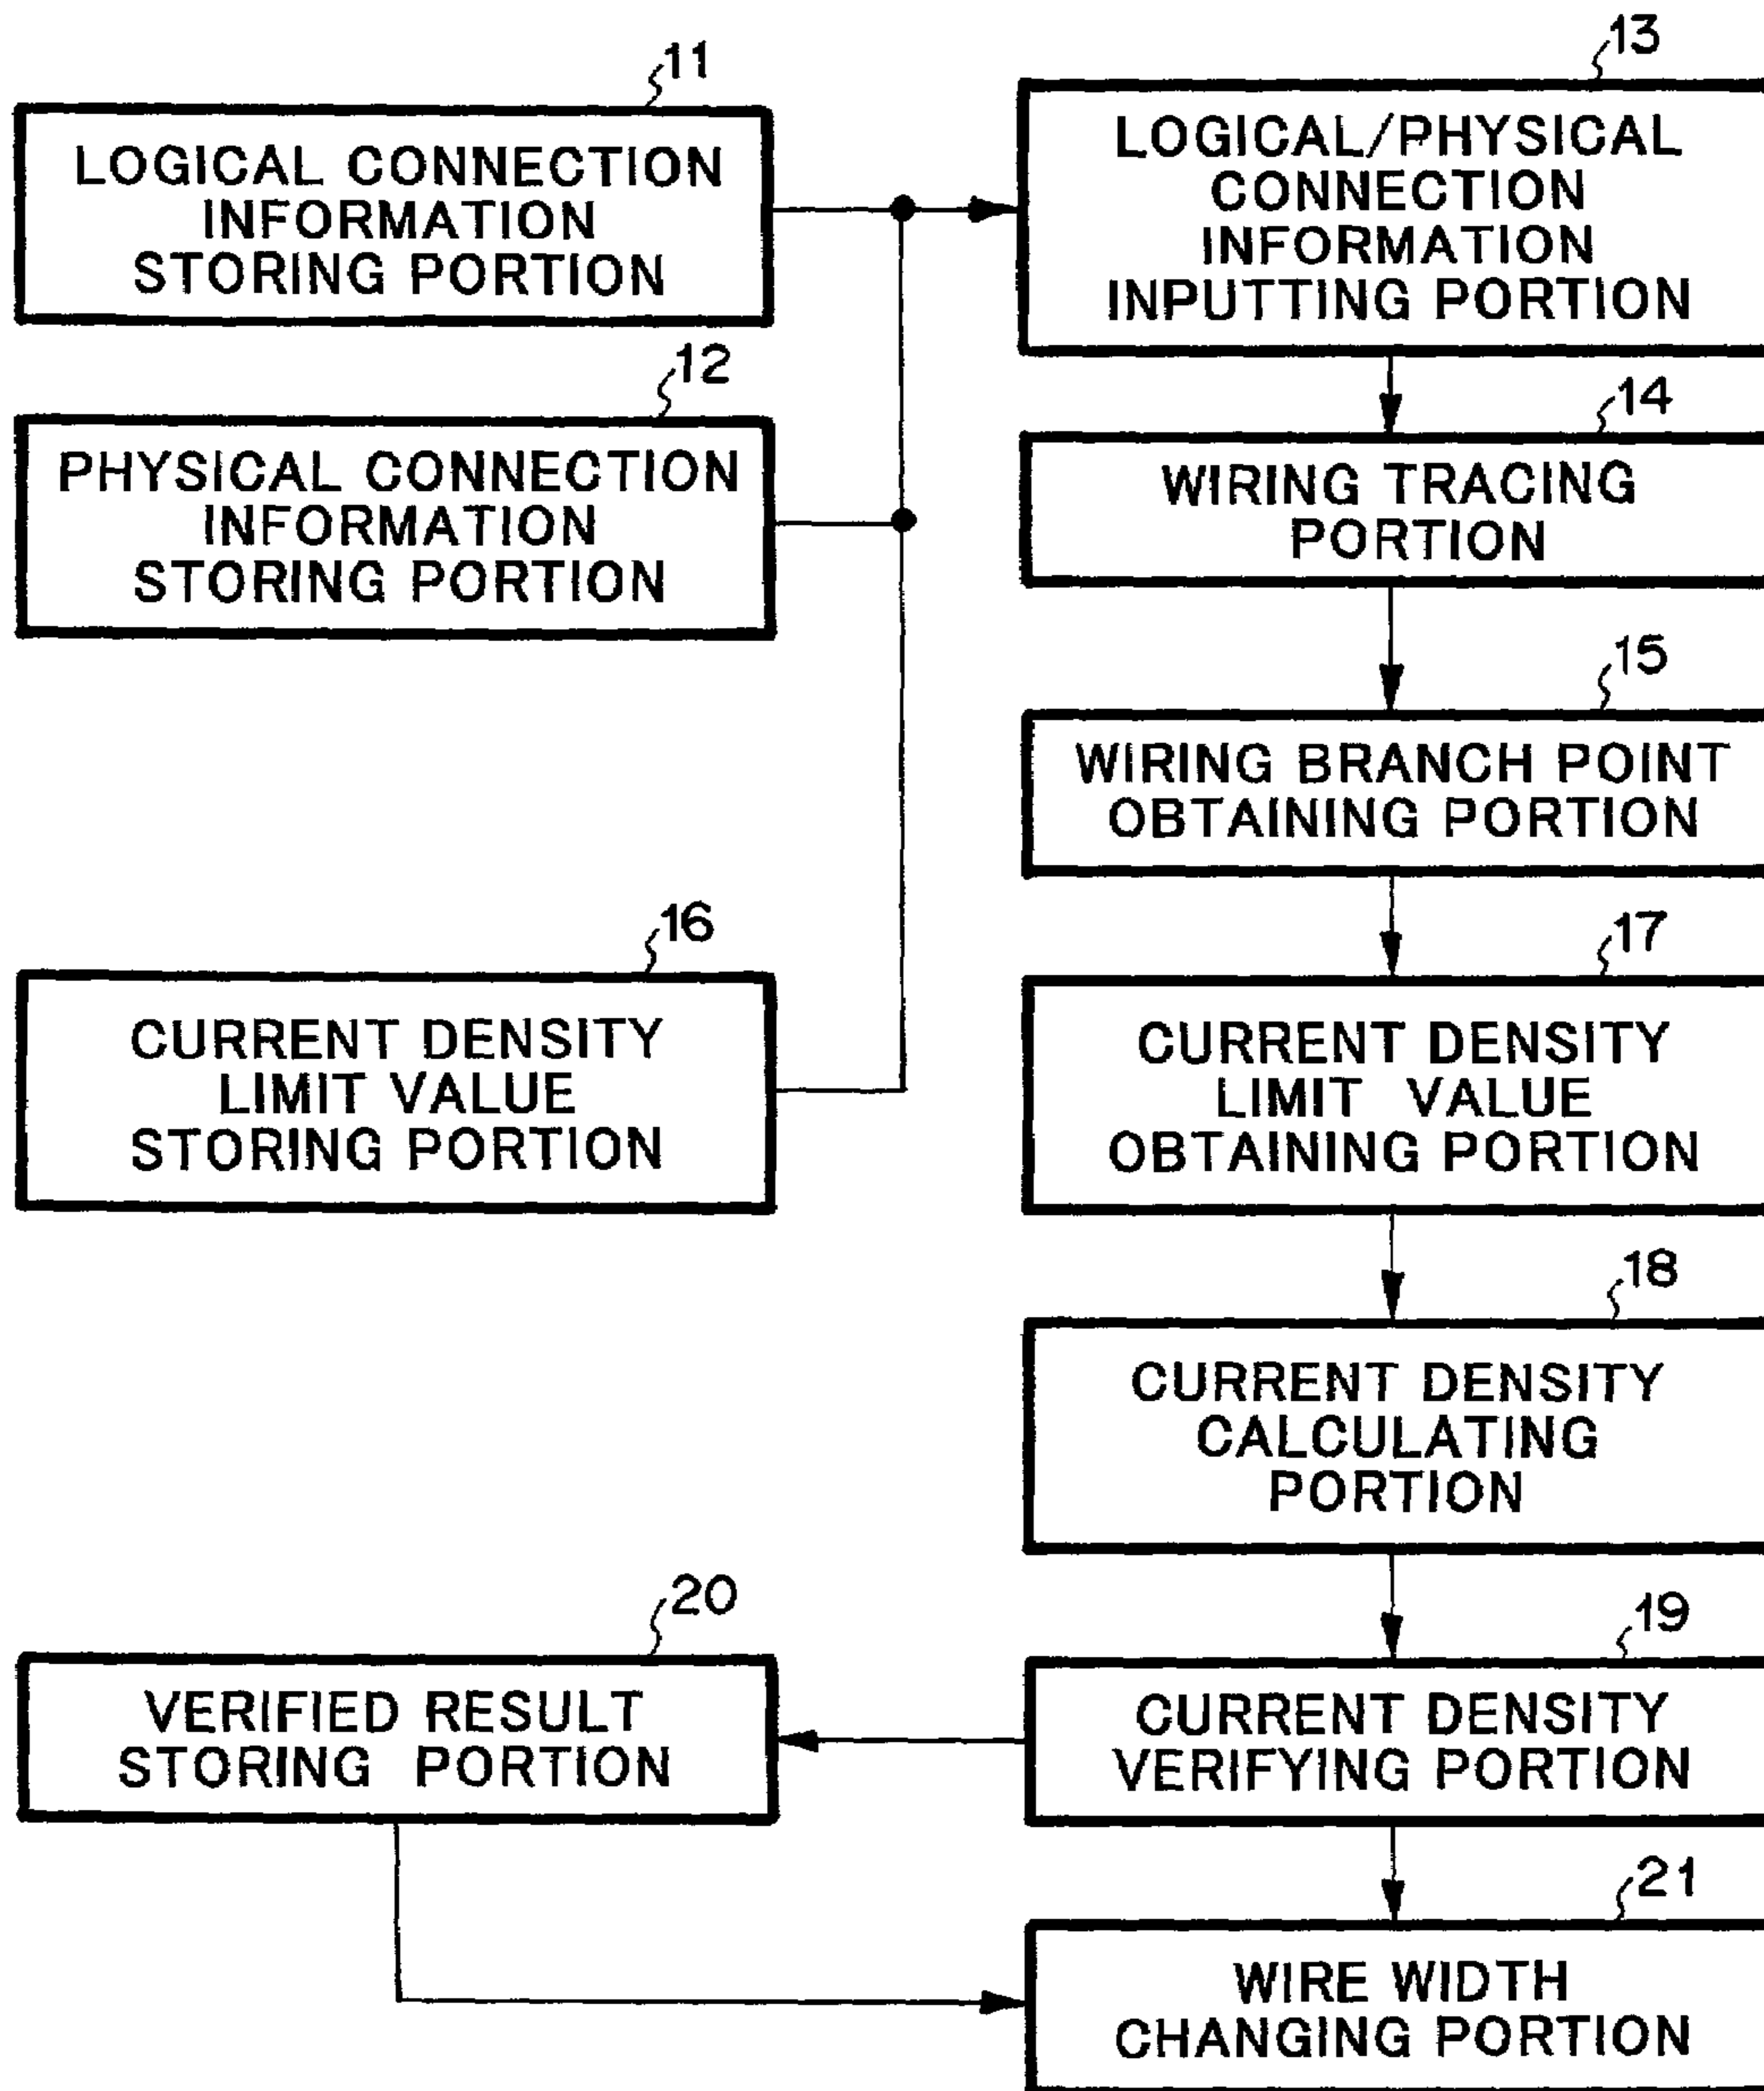 11
LOGICAL CONNECTION
INFORMATION
STORING PORTION
13
LOGICAL/PHYSICAL
CONNECTION
INFORMATION
INPUTTING PORTION
12
PHYSICAL CONNECTION
INFORMATION
STORING PORTION
14
WIRING TRACING
PORTION
15
WIRING BRANCH POINT
OBTAINING PORTION
16
CURRENT DENSITY
LIMIT VALUE
STORING PORTION
17
CURRENT DENSITY
LIMIT VALUE
OBTAINING PORTION
18
CURRENT DENSITY
CALCULATING
PORTION
20
VERIFIED RESULT
STORING PORTION
19
CURRENT DENSITY
VERIFYING PORTION
21
WIRE WIDTH
CHANGING PORTION